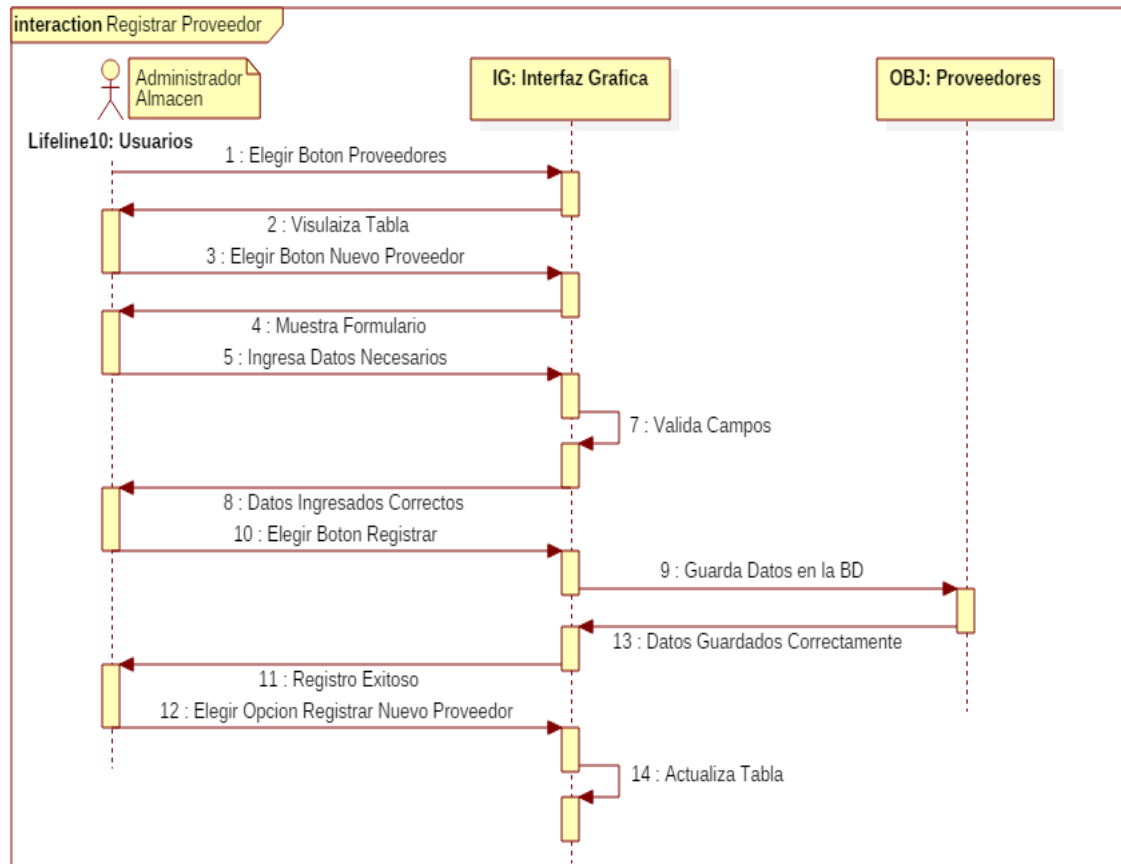 interaction Registrar Proveedor
Administrador
Almacen
IG: Interfaz Grafica
OBJ: Proveedores
Lifeline10: Usuarios
1 : Elegir Boton Proveedores
2 : Visulaiza Tabla
3 : Elegir Boton Nuevo Proveedor
4 : Muestra Formulario
5 : Ingresa Datos Necesarios
7 : Valida Campos
8 : Datos Ingresados Correctos
10 : Elegir Boton Registrar
9 : Guarda Datos en la BD
13 : Datos Guardados Correctamente
11 : Registro Exitoso
12 : Elegir Opcion Registrar Nuevo Proveedor
14 : Actualiza Tabla